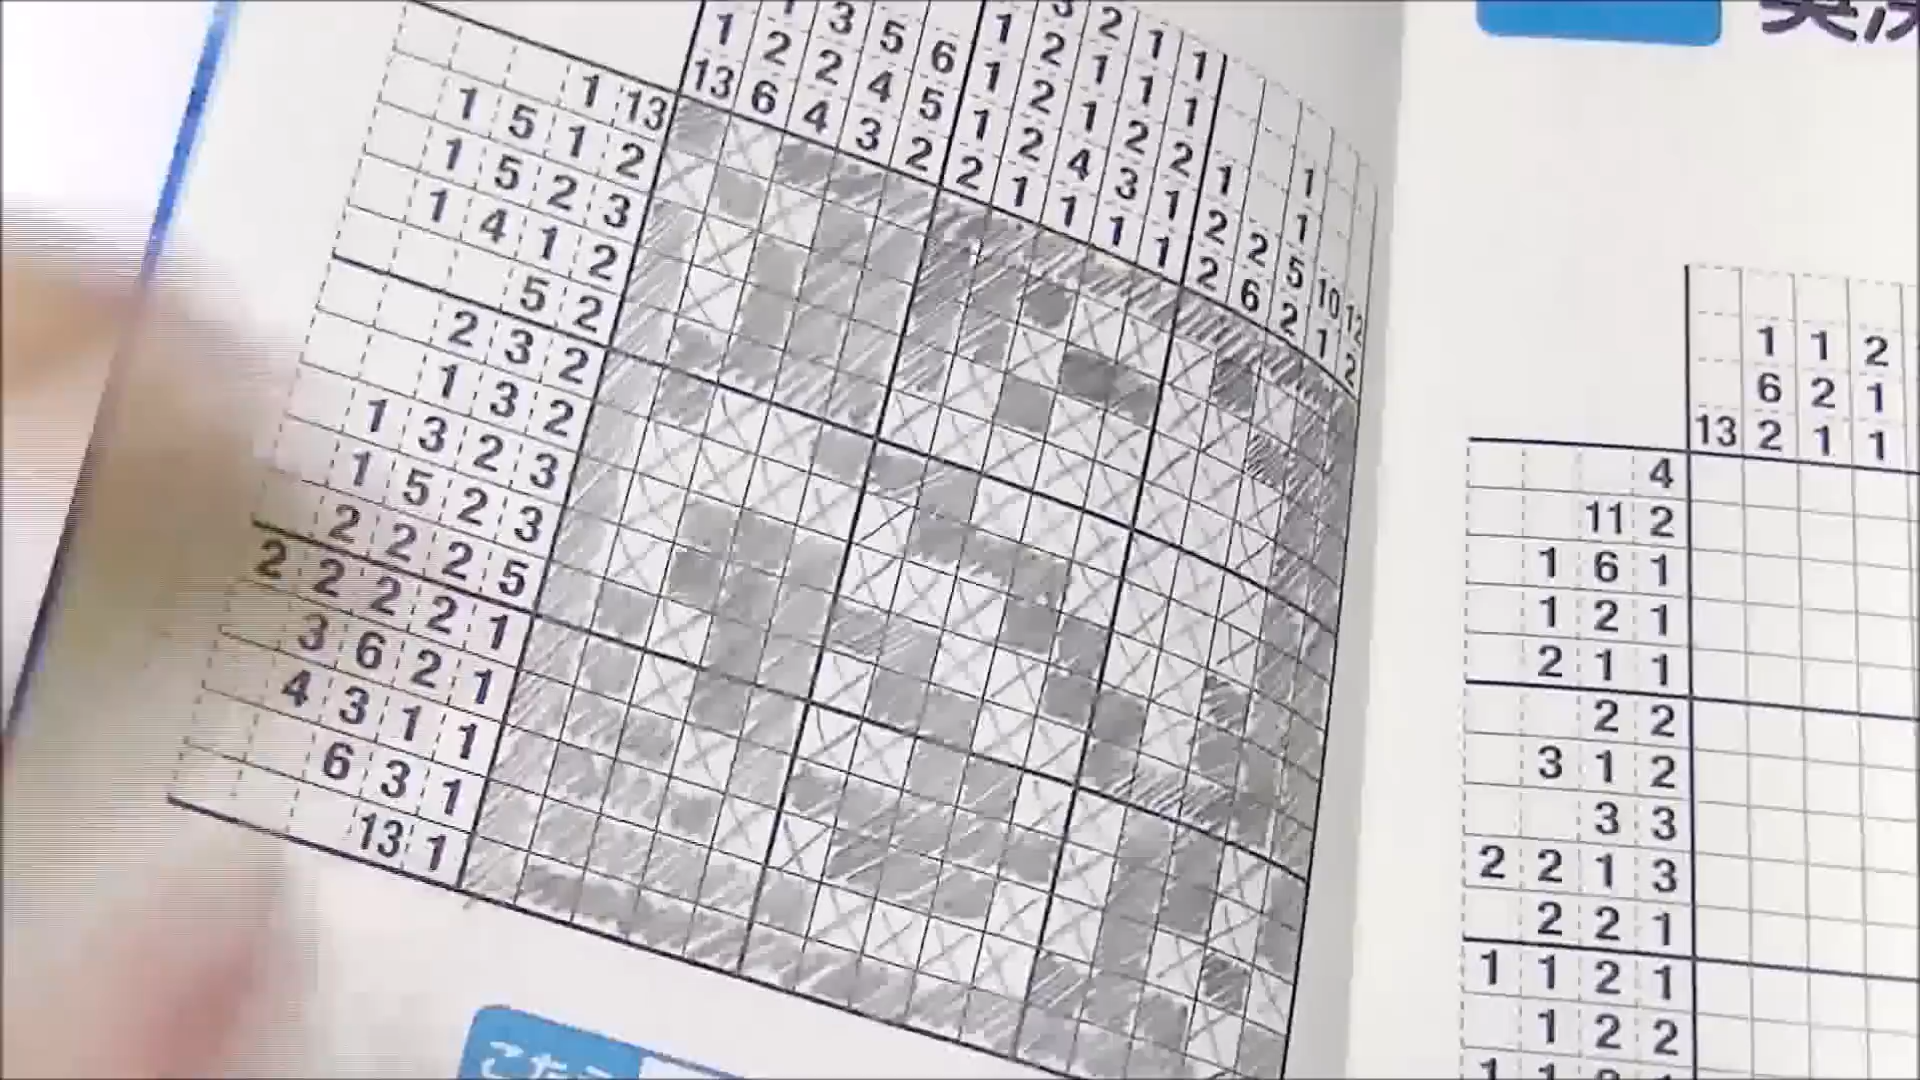 1 3 5 1 3 2 1 1
1 2 2 4 6 1 2 1 1 1 1 1
13 6 4 3 5 1 2 1 2 2 2 2 1 5
2 2 2 4 3 1 2 6 2 10 12
1 1 1 1 1 2
1 13
1 5 1 2
1 5 2 3
1 4 1 2
5 2
2 3 2
1 3 2
1 3 2 3
1 5 2 3
2 2 2 5
2 2 2 2 1
3 6 2 1
4 3 1 1
6 3 1
13 1
1 1 2
6 2 1
13 2 1 1
4
11 2
1 6 1
1 2 1
2 1 1
2 2
3 1 2
3 3
2 2 1 3
2 2 1
1 1 2 1
1 2 2